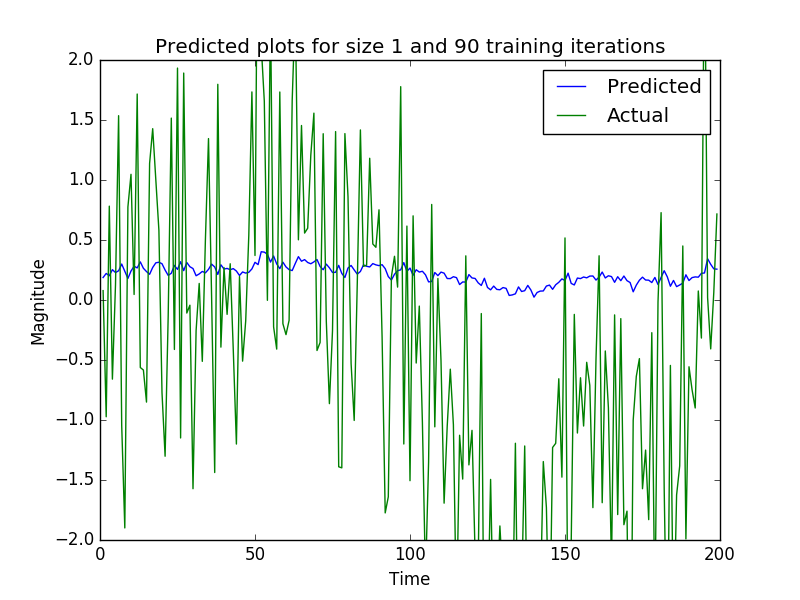 Predicted plots for size 1 and 90 training iterations
Predicted
Actual
2.0
1.5
1.0
0.5
0.0
−0.5
−1.0
−1.5
−2.0
Magnitude
0 50 100 150 200
Time